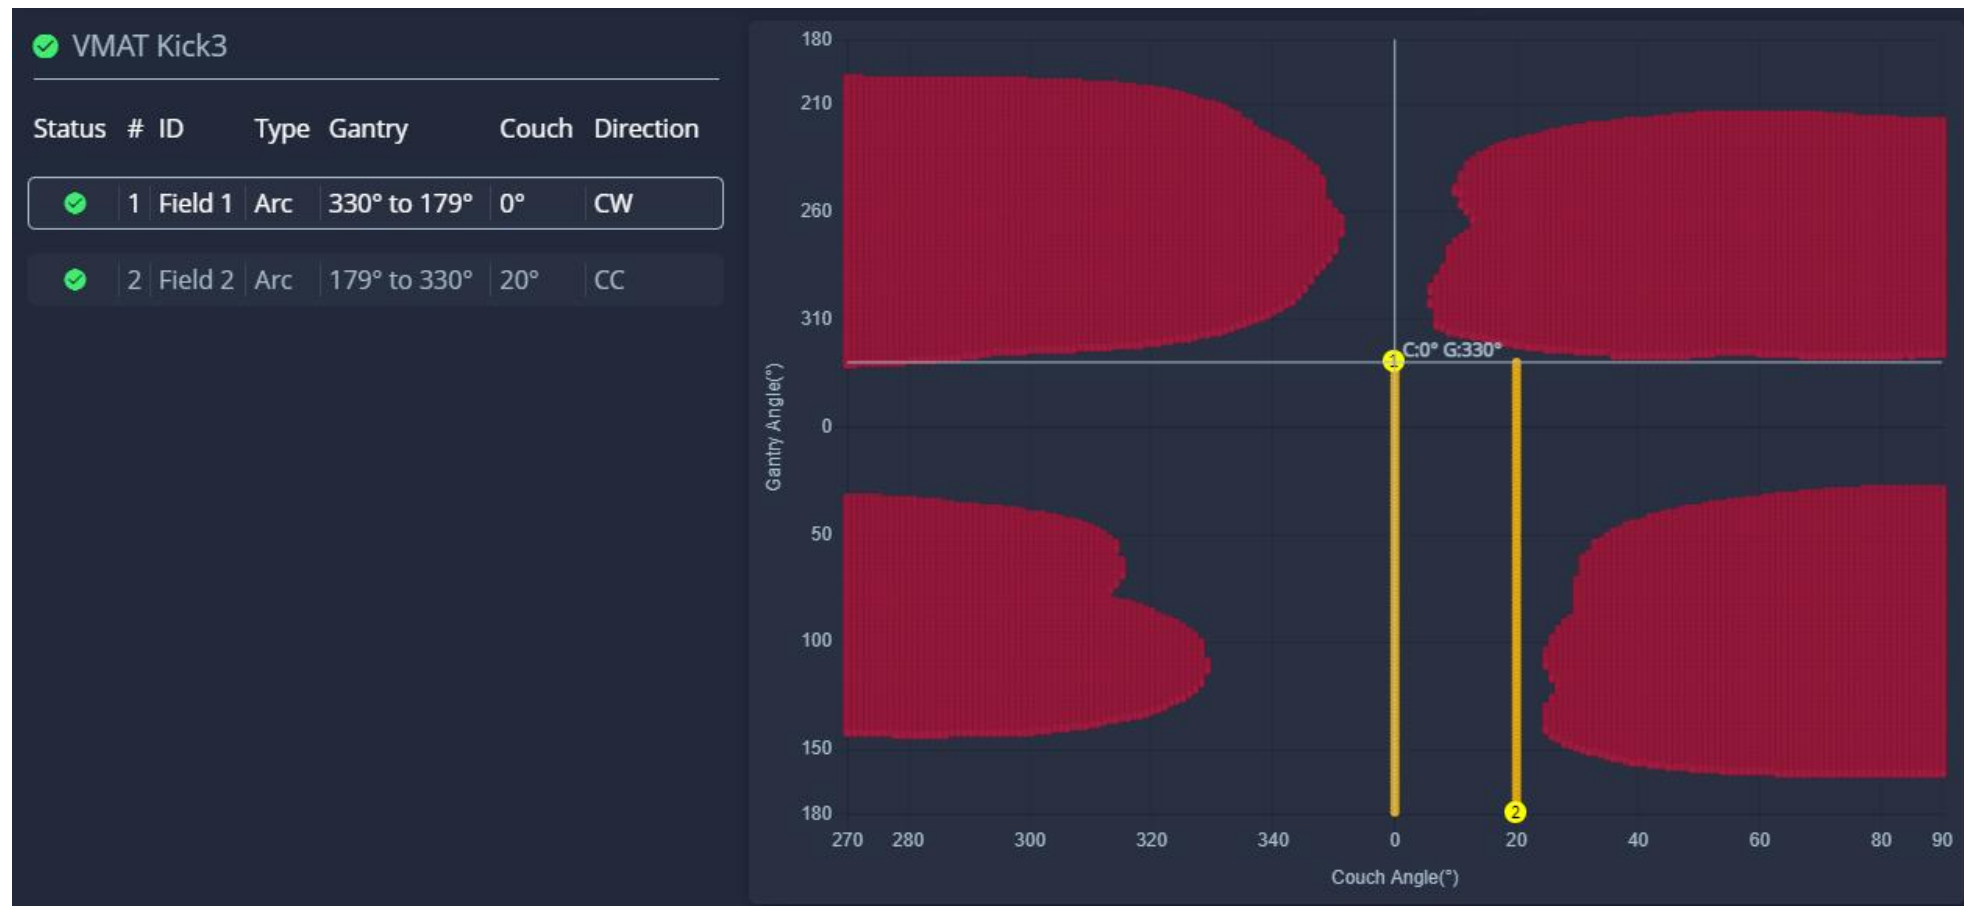 VMAT Kick3
Status # ID Type Gantry Couch Direction
1 Field 1 Arc 330° to 179° 0° CW
2 Field 2 Arc 179° to 330° 20° CC
180
210
260
310
0
50
100
150
180
Gantry Angle(°)
1
C:0° G:330°
2
270 280 300 320 340 0 20 40 60 80 90
Couch Angle(°)